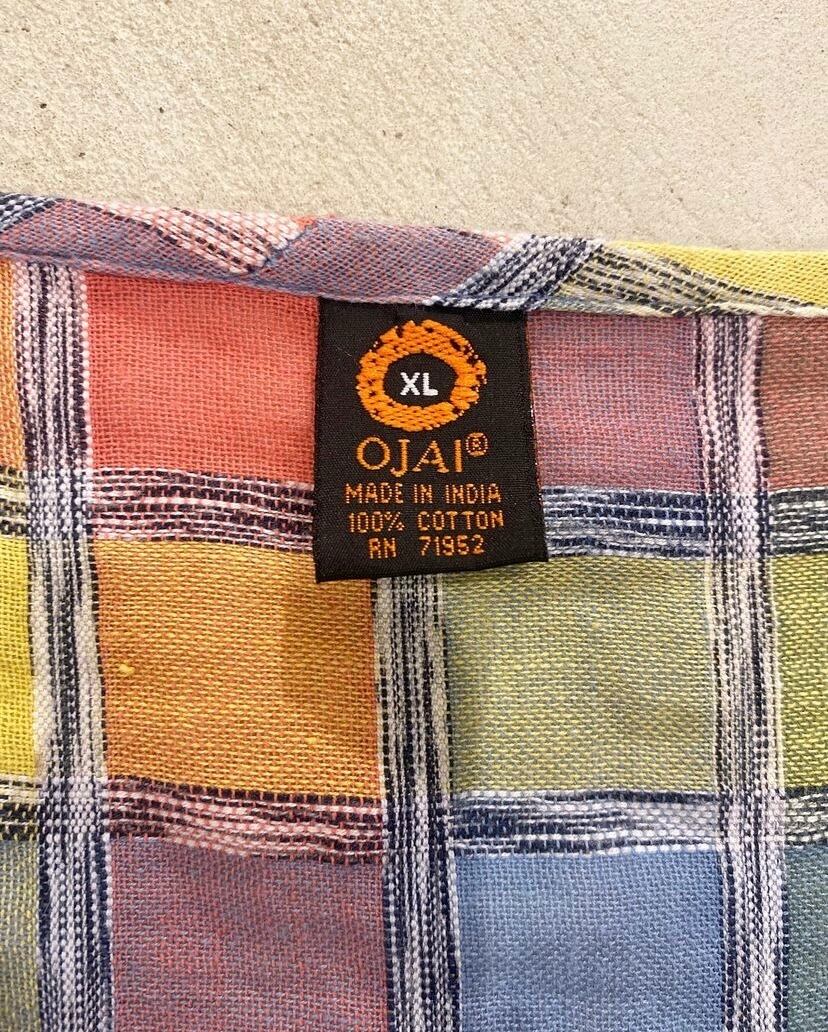 XL
OJAI®
MADE IN INDIA
100% COTTON
RN 71952